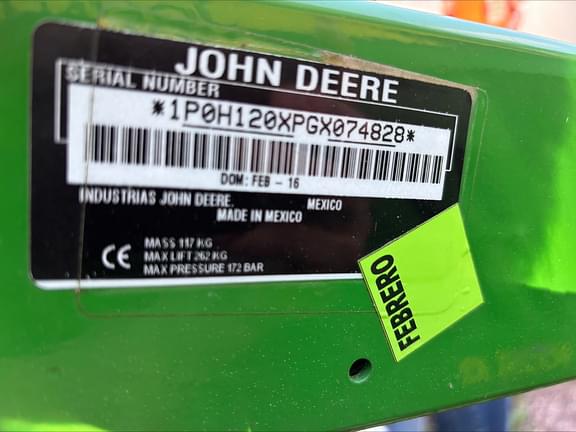 JOHN DEERE
SERIAL NUMBER
*1P0H120XPGX074828*
DOM: FEB - 16
INDUSTRIAS JOHN DEERE. MEXICO
MADE IN MEXICO
CE
MASS 117 KG
MAX LIFT 262 KG
MAX PRESSURE 172 BAR
FEBRERO